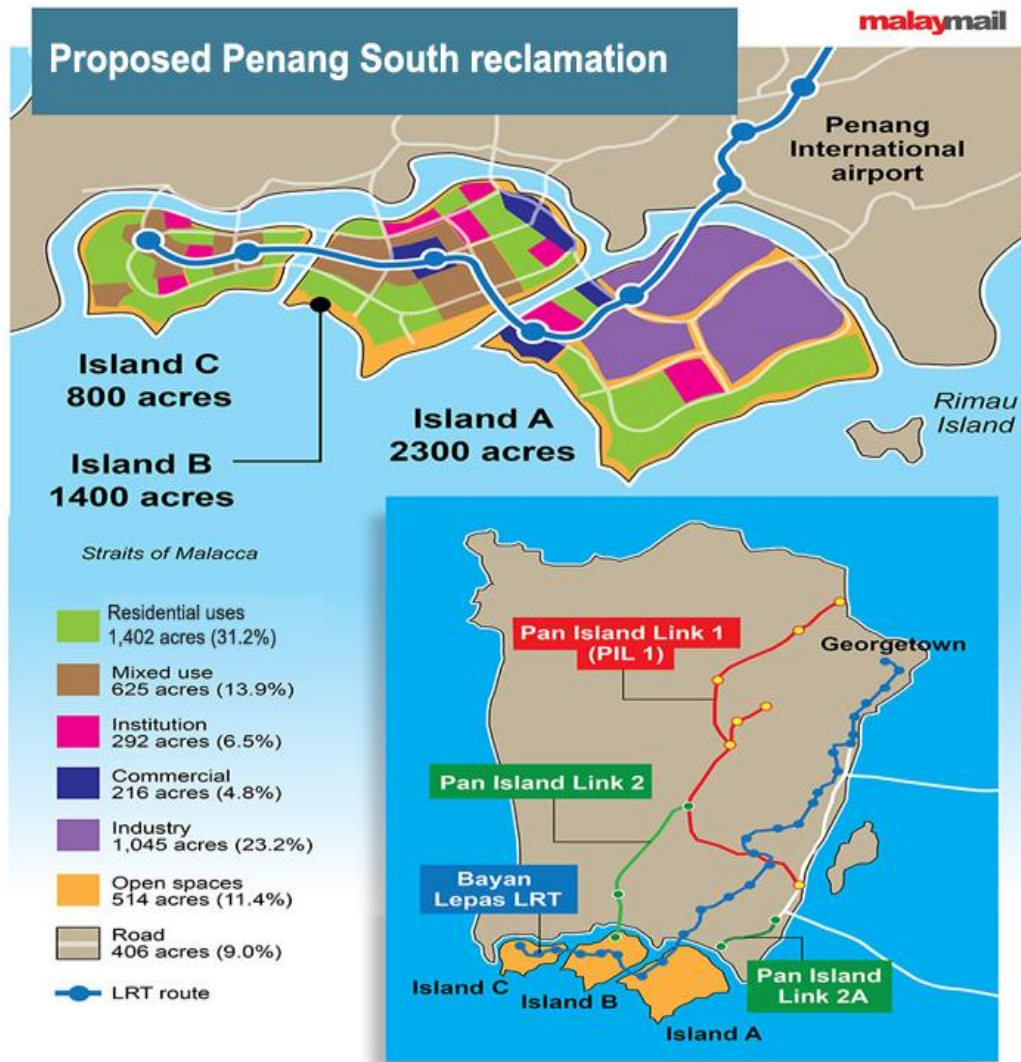 malaymail
Proposed Penang South reclamation
Penang
International
airport
Island C
800 acres
Island A
2300 acres
Rimau
Island
Island B
1400 acres
Straits of Malacca
Residential uses
1,402 acres (31.2%)
Mixed use
625 acres (13.9%)
Institution
292 acres (6.5%)
Commercial
216 acres (4.8%)
Industry
1,045 acres (23.2%)
Open spaces
514 acres (11.4%)
Road
406 acres (9.0%)
LRT route
Pan Island Link 1
(PIL 1)
Georgetown
Pan Island Link 2
Bayan
Lepas LRT
Pan Island
Link 2A
Island C
Island B
Island A